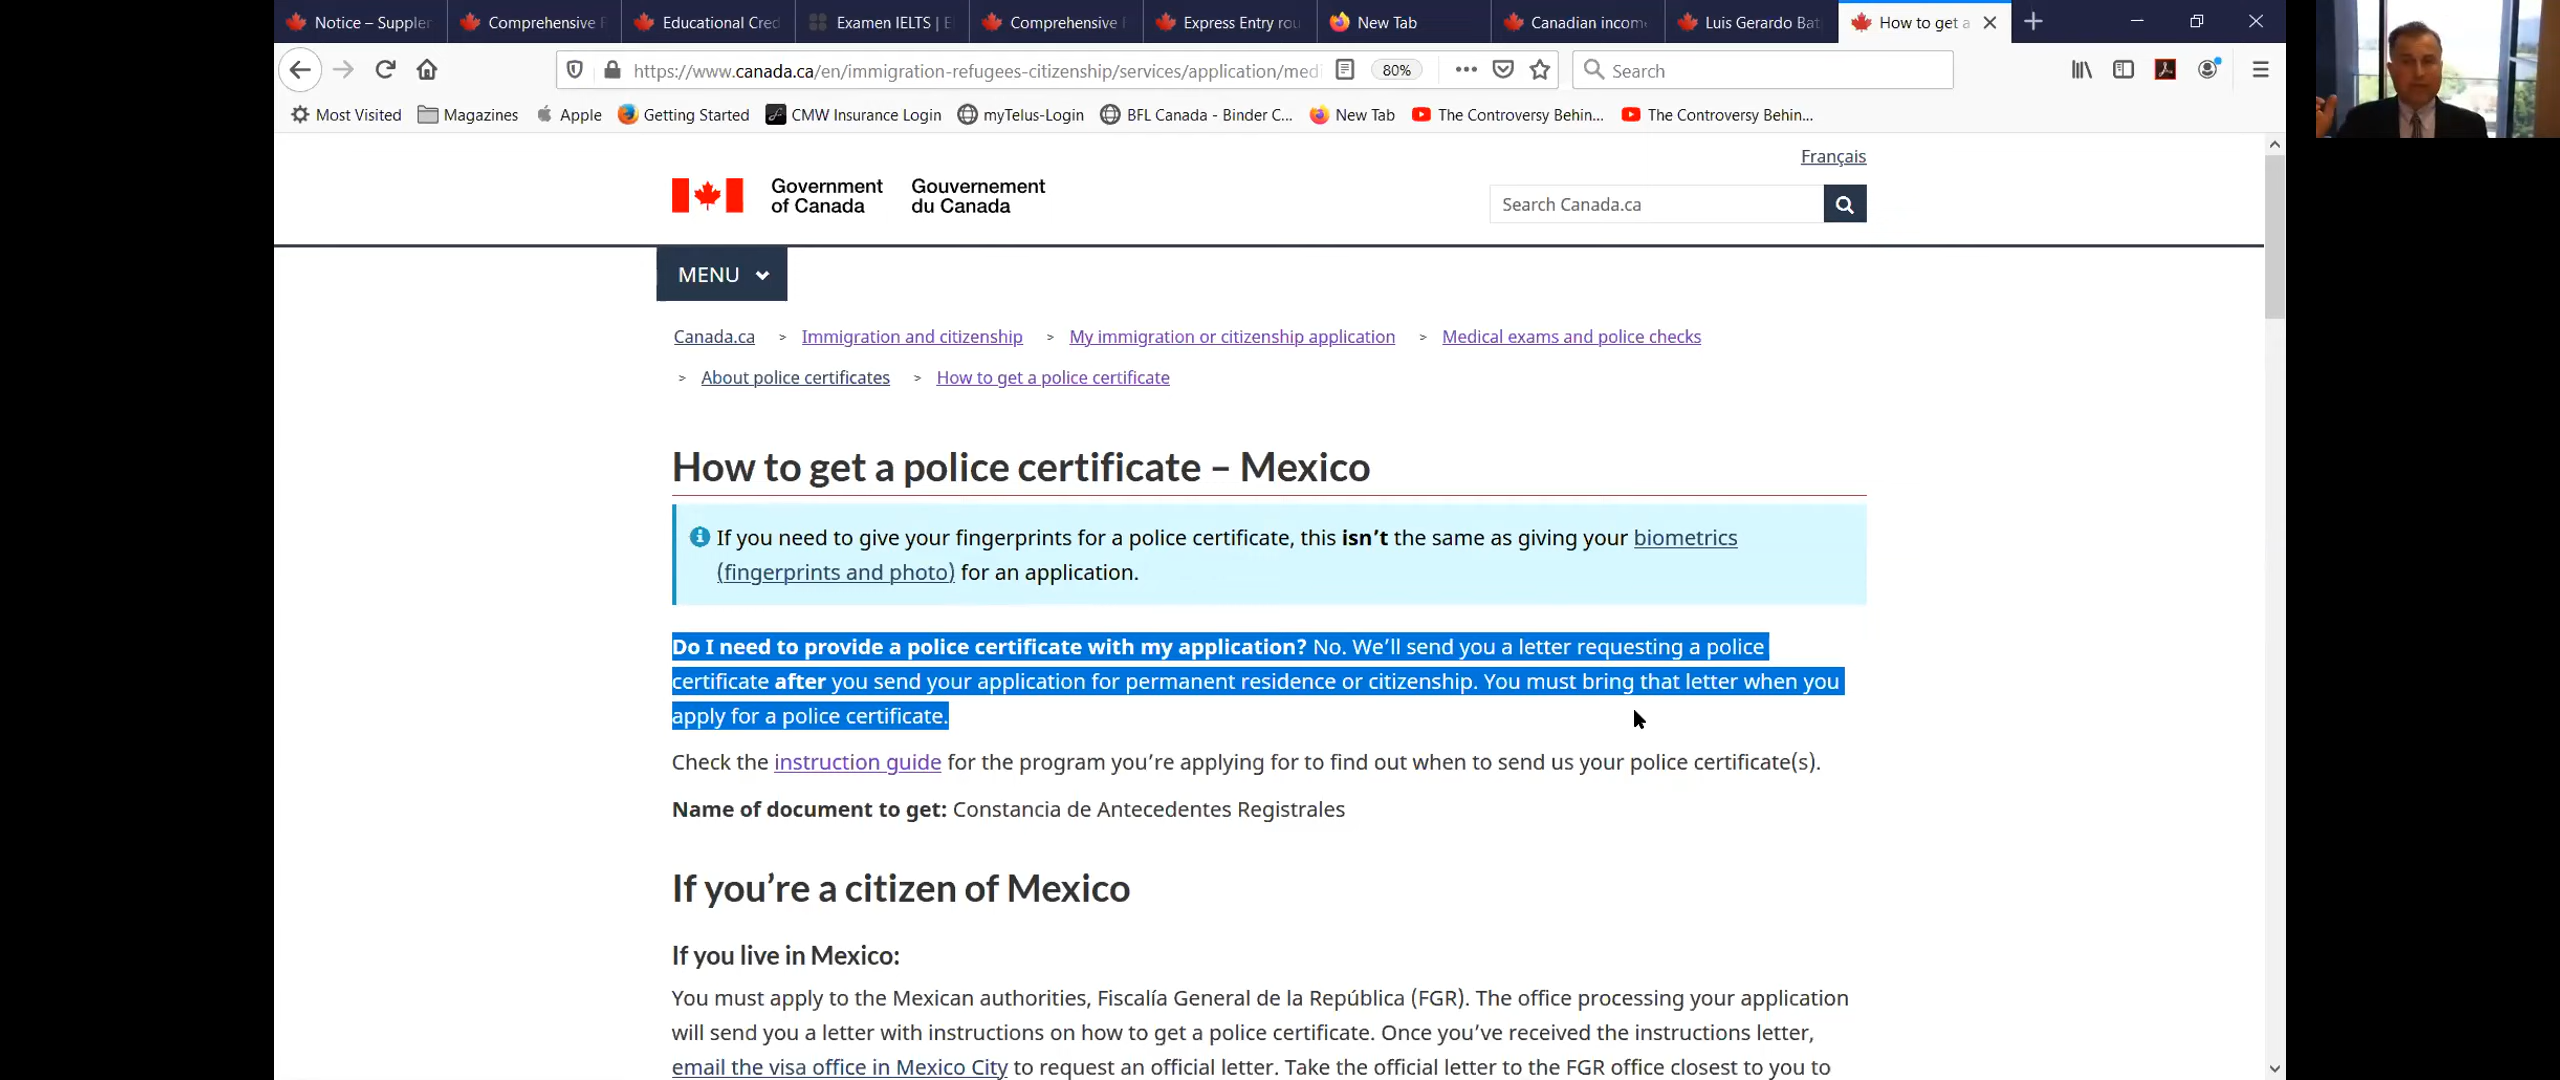 Notice – Suppler
Comprehensive
Educational Cred
Examen IELTS | E
Comprehensive
Express Entry rou
New Tab
Canadian incom
Luis Gerardo Bat
How to get a
https://www.canada.ca/en/immigration-refugees-citizenship/services/application/medi
80%
Search
Most Visited
Magazines
Apple
Getting Started
CMW Insurance Login
myTelus-Login
BFL Canada - Binder C...
New Tab
The Controversy Behin...
The Controversy Behin...
Français
Government of Canada
Gouvernement du Canada
Search Canada.ca
MENU
Canada.ca > Immigration and citizenship > My immigration or citizenship application > Medical exams and police checks
> About police certificates > How to get a police certificate
How to get a police certificate – Mexico
If you need to give your fingerprints for a police certificate, this isn’t the same as giving your biometrics
(fingerprints and photo) for an application.
Do I need to provide a police certificate with my application? No. We’ll send you a letter requesting a police
certificate after you send your application for permanent residence or citizenship. You must bring that letter when you
apply for a police certificate.
Check the instruction guide for the program you’re applying for to find out when to send us your police certificate(s).
Name of document to get: Constancia de Antecedentes Registrales
If you’re a citizen of Mexico
If you live in Mexico:
You must apply to the Mexican authorities, Fiscalía General de la República (FGR). The office processing your application
will send you a letter with instructions on how to get a police certificate. Once you’ve received the instructions letter,
email the visa office in Mexico City to request an official letter. Take the official letter to the FGR office closest to you to